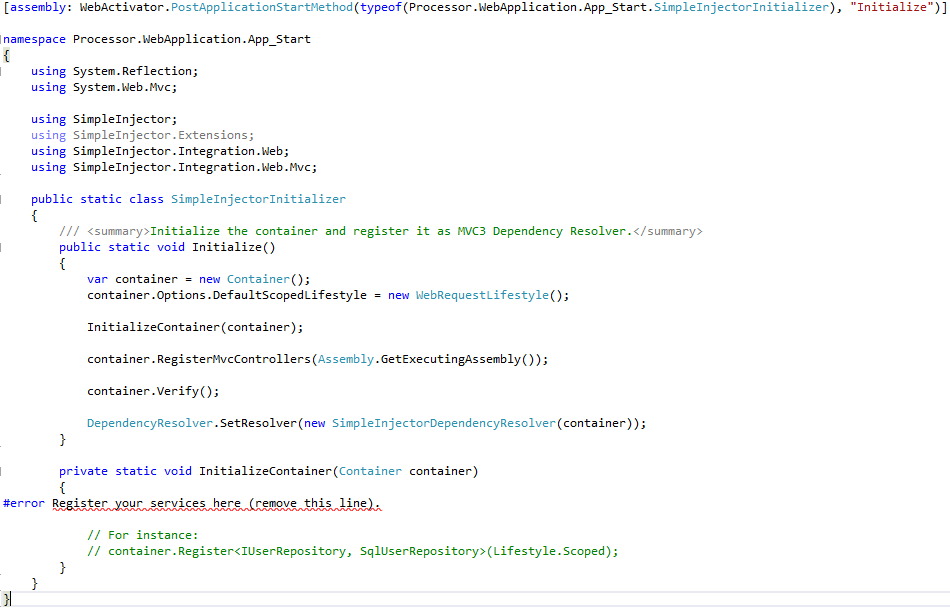 [assembly: WebActivator.PostApplicationStartMethod(typeof(Processor.WebApplication.App_Start.SimpleInjectorInitializer), "Initialize")]
namespace Processor.WebApplication.App_Start
{
    using System.Reflection;
    using System.Web.Mvc;

    using SimpleInjector;
    using SimpleInjector.Extensions;
    using SimpleInjector.Integration.Web;
    using SimpleInjector.Integration.Web.Mvc;

    public static class SimpleInjectorInitializer
    {
        /// <summary>Initialize the container and register it as MVC3 Dependency Resolver.</summary>
        public static void Initialize()
        {
            var container = new Container();
            container.Options.DefaultScopedLifestyle = new WebRequestLifestyle();

            InitializeContainer(container);

            container.RegisterMvcControllers(Assembly.GetExecutingAssembly());

            container.Verify();

            DependencyResolver.SetResolver(new SimpleInjectorDependencyResolver(container));
        }

        private static void InitializeContainer(Container container)
        {
#error Register your services here (remove this line).

            // For instance:
            // container.Register<IUserRepository, SqlUserRepository>(Lifestyle.Scoped);
        }
    }
}